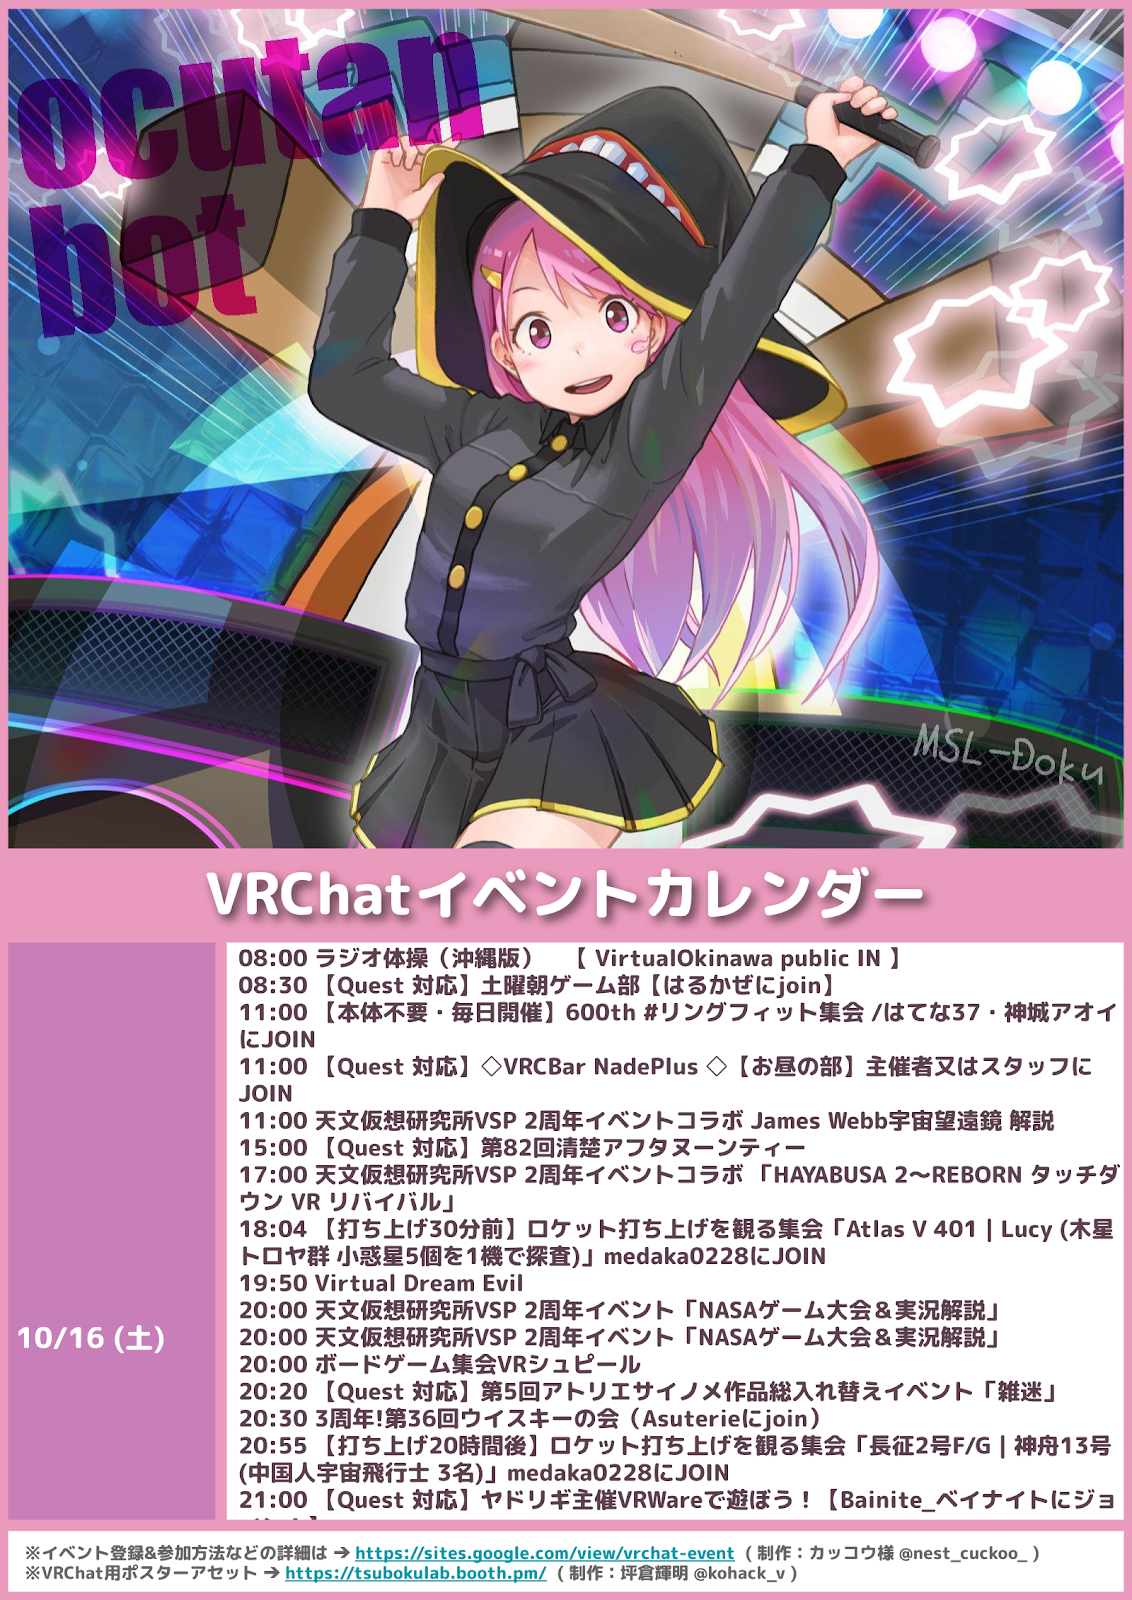 ocutan
bot
MSL-Doku
VRChatイベントカレンダー
10/16 (土)
08:00 ラジオ体操（沖縄版）　【 VirtualOkinawa public IN 】
08:30 【Quest 対応】土曜朝ゲーム部【はるかぜにjoin】
11:00 【本体不要・毎日開催】600th #リングフィット集会 /はてな37・神城アオイ
にJOIN
11:00 【Quest 対応】◇VRCBar NadePlus ◇【お昼の部】主催者又はスタッフに
JOIN
11:00 天文仮想研究所VSP 2周年イベントコラボ James Webb宇宙望遠鏡 解説
15:00 【Quest 対応】第82回清楚アフタヌーンティー
17:00 天文仮想研究所VSP 2周年イベントコラボ 「HAYABUSA 2〜REBORN タッチダ
ウン VR リバイバル」
18:04 【打ち上げ30分前】ロケット打ち上げを観る集会「Atlas V 401 | Lucy (木星
トロヤ群 小惑星5個を1機で探査)」medaka0228にJOIN
19:50 Virtual Dream Evil
20:00 天文仮想研究所VSP 2周年イベント「NASAゲーム大会＆実況解説」
20:00 天文仮想研究所VSP 2周年イベント「NASAゲーム大会＆実況解説」
20:00 ボードゲーム集会VRシュピール
20:20 【Quest 対応】第5回アトリエサイノメ作品総入れ替えイベント「雑迷」
20:30 3周年!第36回ウイスキーの会（Asuterieにjoin）
20:55 【打ち上げ20時間後】ロケット打ち上げを観る集会「長征2号F/G | 神舟13号
(中国人宇宙飛行士 3名)」medaka0228にJOIN
21:00 【Quest 対応】ヤドリギ主催VRWareで遊ぼう！【Bainite_ベイナイトにジョ
※イベント登録&参加方法などの詳細は ➔ https://sites.google.com/view/vrchat-event ( 制作：カッコウ様 @nest_cuckoo_ )
※VRChat用ポスターアセット ➔ https://tsubokulab.booth.pm/ ( 制作：坪倉輝明 @kohack_v )